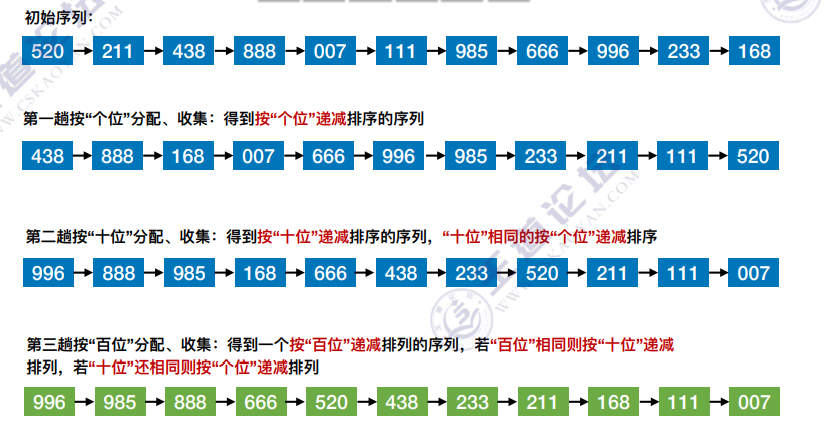 初始序列：
520 211 438 888 007 111 985 666 996 233 168
第一趟按“个位”分配、收集：得到按“个位”递减排序的序列
438 888 168 007 666 996 985 233 211 111 520
第二趟按“十位”分配、收集：得到按“十位”递减排序的序列，“十位”相同的按“个位”递减排序
996 888 985 168 666 438 233 520 211 111 007
第三趟按“百位”分配、收集：得到一个按“百位”递减排列的序列，若“百位”相同则按“十位”递减
排列，若“十位”还相同则按“个位”递减排列
996 985 888 666 520 438 233 211 168 111 007
王道论坛
WWW.CSKAOYAN.COM